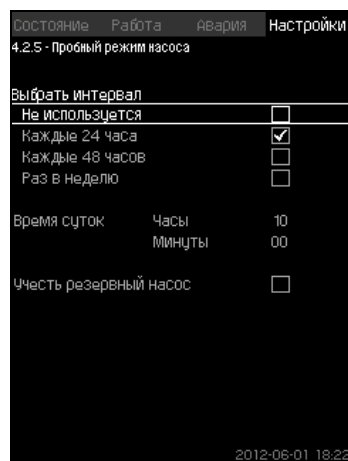 Состояние Работа Авария Настройки
4.2.5 - Пробный режим насоса
Выбрать интервал
Не используется
Каждые 24 часа
Каждые 48 часов
Раз в неделю
Время суток Часы 10
Минуты 00
Учесть резервный насос
2012-06-01 18:22